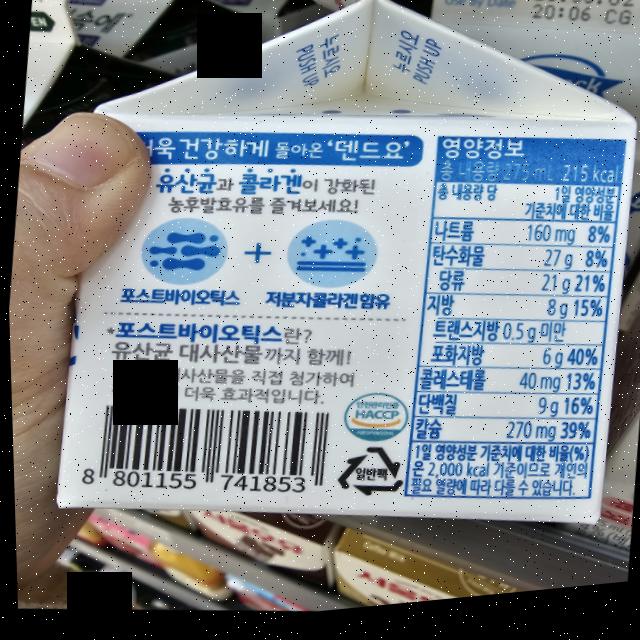 20:06 CG
PUSH UP
욱 건강하게 돌아온 '덴드요'
유산균과 콜라겐이 강화된
농후발효유를 즐겨보세요!
+
포스트바이오틱스 저분자콜라겐함유
*포스트바이오틱스란?
유산균 대사산물까지 함께!
사산물을 직접 첨가하여
더욱 효과적입니다.
HACCP
일반팩
8 801155 741853
영양정보
총 내용량 275 mL 215 kcal
총 내용량당 1일 영양성분
기준치에 대한 비율
나트륨 160 mg 8%
탄수화물 27 g 8%
당류 21 g 21%
지방 8 g 15%
트랜스지방 0.5 g 미만
포화지방 6 g 40%
콜레스테롤 40 mg 13%
단백질 9 g 16%
칼슘 270 mg 39%
1일 영양성분 기준치에 대한 비율(%)
은 2,000 kcal 기준이므로 개인의
필요 열량에 따라 다를 수 있습니다.